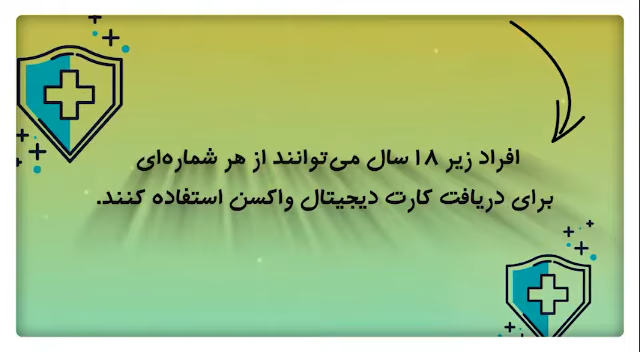 افراد زیر ۱۸ سال می‌توانند از هر شماره‌ای
برای دریافت کارت دیجیتال واکسن استفاده کنند.